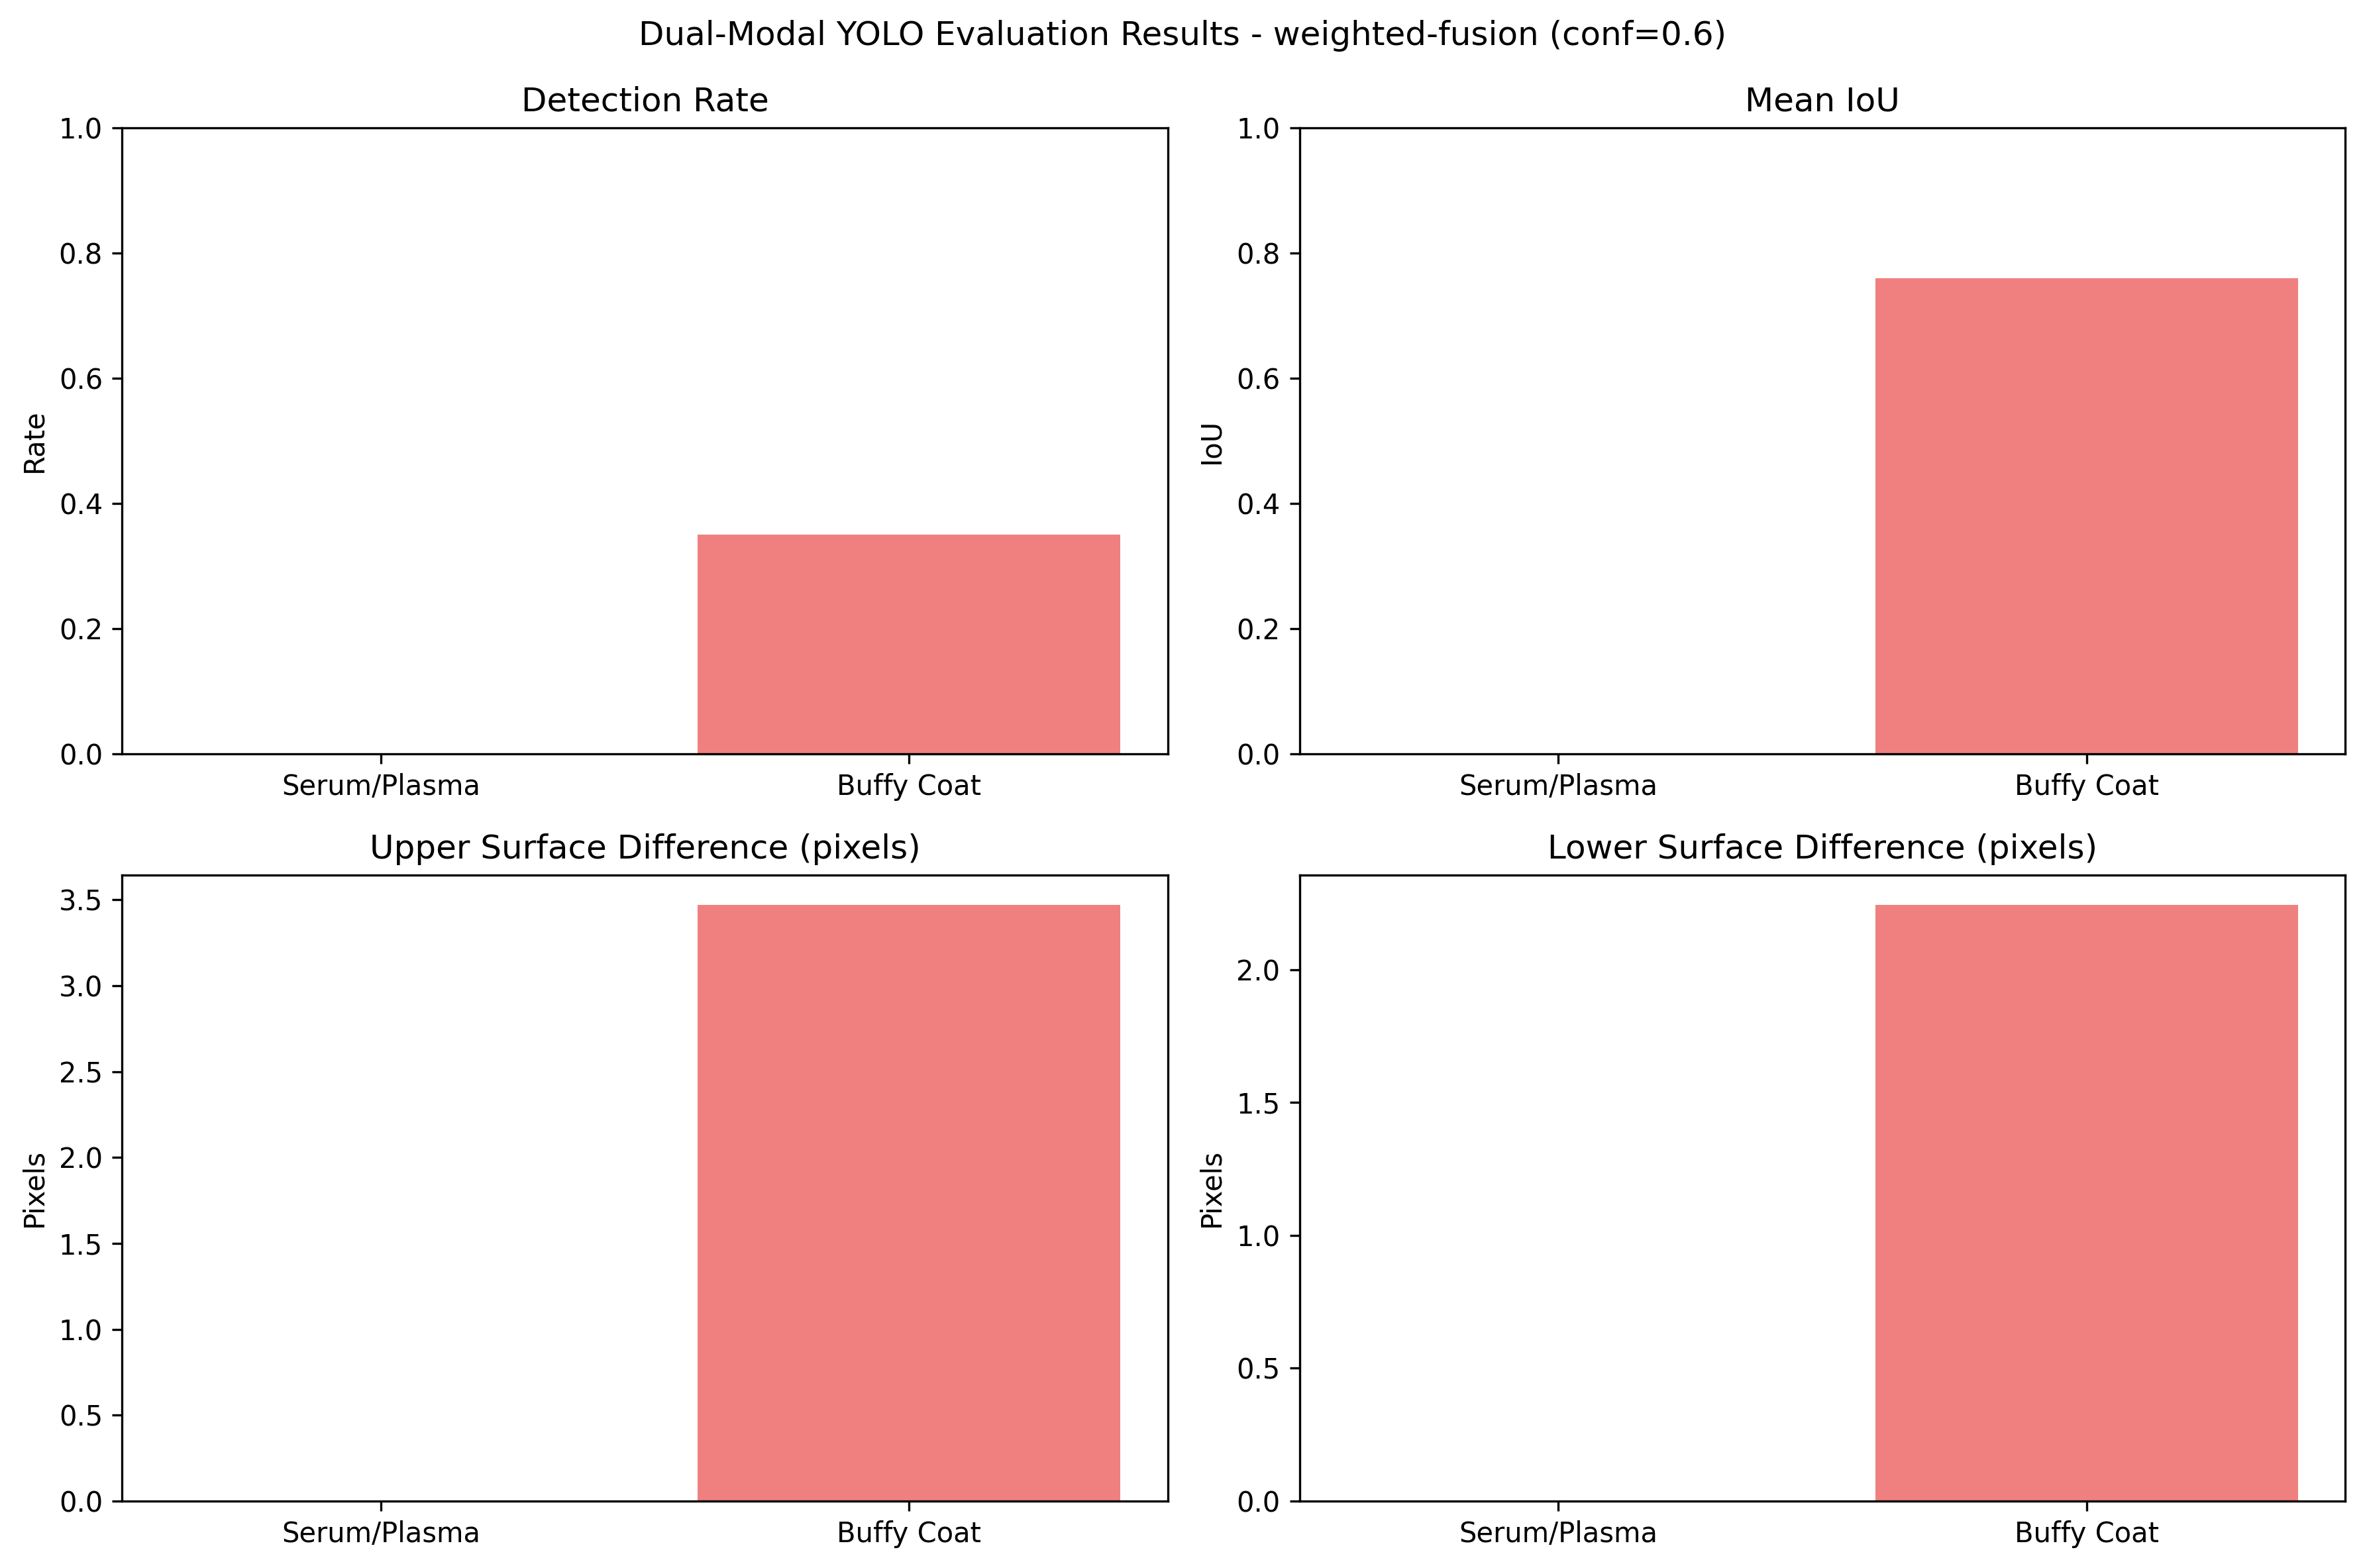 Dual-Modal YOLO Evaluation Results - weighted-fusion (conf=0.6)
Detection Rate
1.0
0.8
0.6
0.4
0.2
0.0
Rate
Serum/Plasma
Buffy Coat
Mean IoU
1.0
0.8
0.6
0.4
0.2
0.0
IoU
Serum/Plasma
Buffy Coat
Upper Surface Difference (pixels)
3.5
3.0
2.5
2.0
1.5
1.0
0.5
0.0
Pixels
Serum/Plasma
Buffy Coat
Lower Surface Difference (pixels)
2.0
1.5
1.0
0.5
0.0
Pixels
Serum/Plasma
Buffy Coat